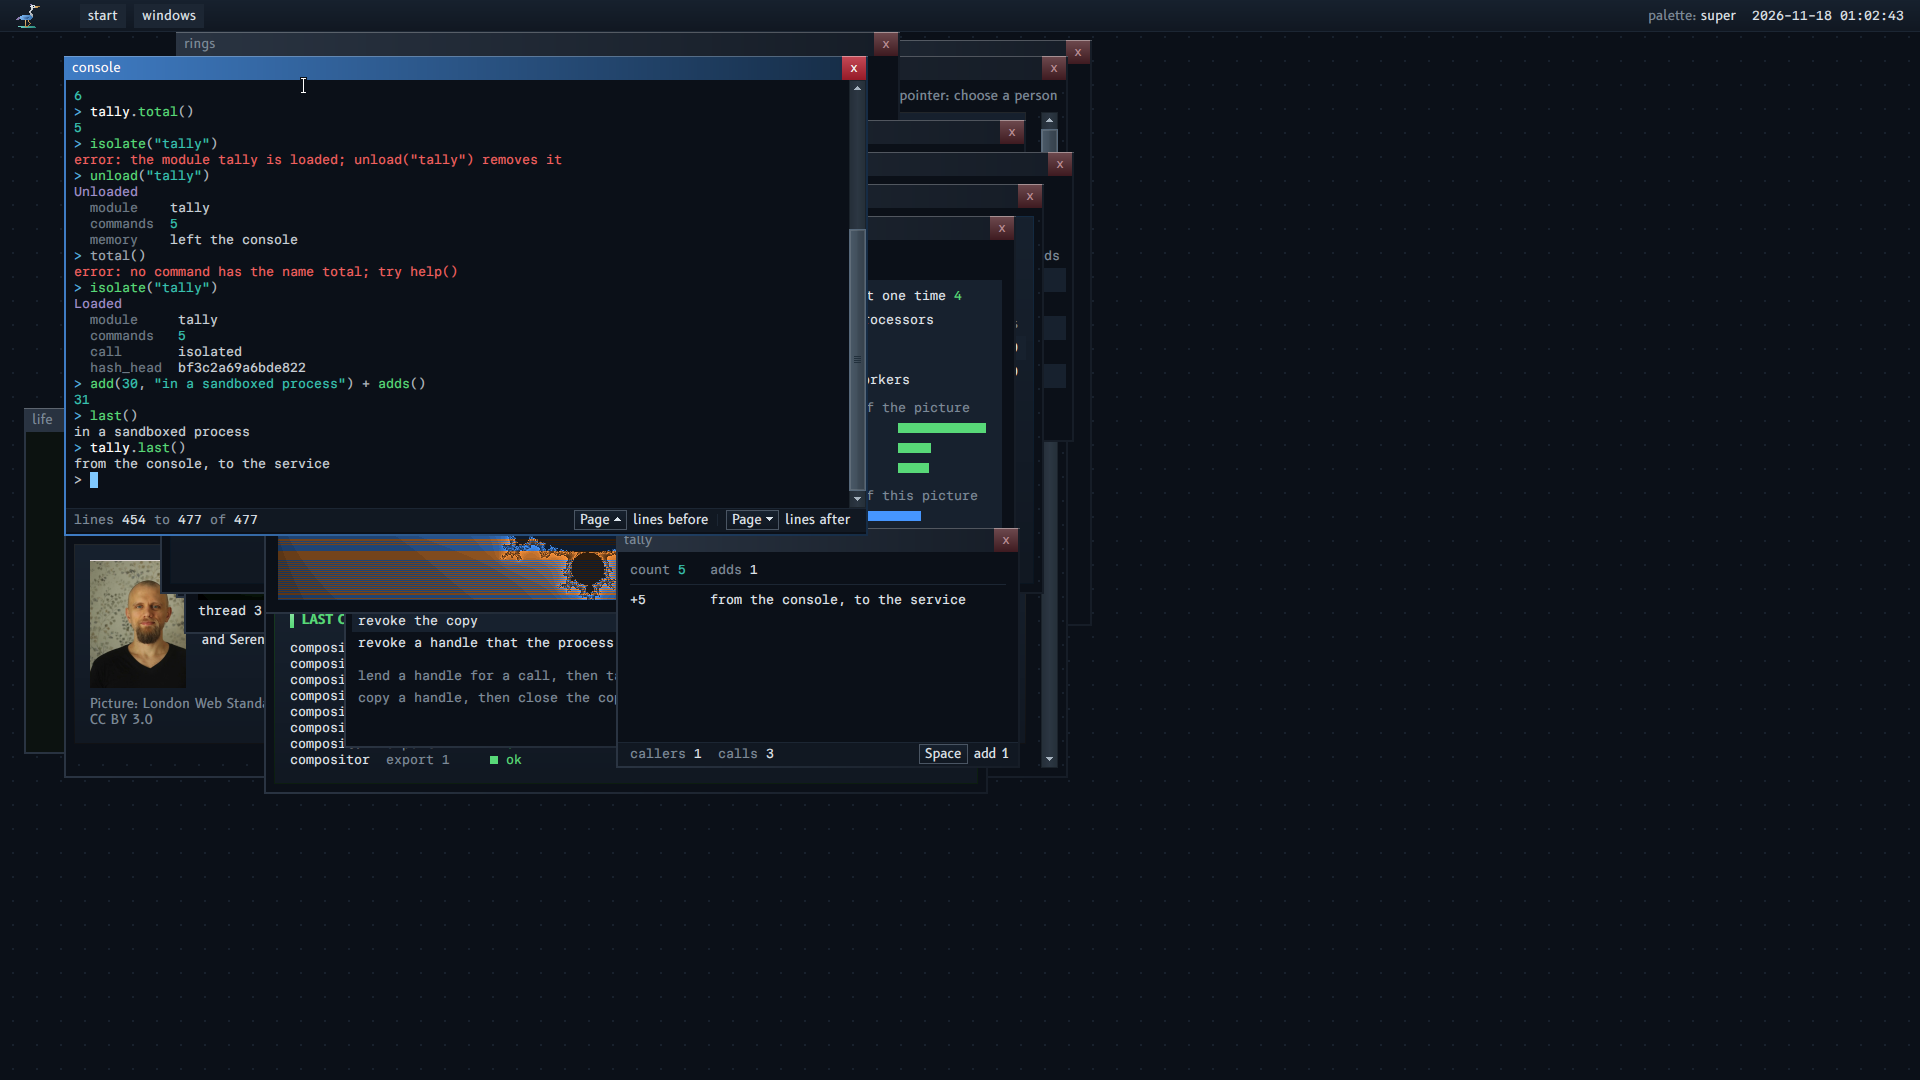 start windows palette: super 2026-11-18 01:02:43
rings x
x
console x
x
6
pointer: choose a person
> tally.total()
5
x
> isolate("tally")
error: the module tally is loaded; unload("tally") removes it
x
> unload("tally")
Unloaded
x
module tally
commands 5
x
memory left the console
> total()
ds
error: no command has the name total; try help()
> isolate("tally")
t one time 4
Loaded
module tally
rocessors
commands 5
call isolated
hash_head bf3c2a69a6bde822
> add(30, "in a sandboxed process") + adds()
rkers
31
f the picture
> last()
life
in a sandboxed process
> tally.last()
from the console, to the service
>
f this picture
lines 454 to 477 of 477 Page lines before Page lines after
tally x
count 5 adds 1
+5 from the console, to the service
thread 3
LAST C
revoke the copy
and Seren
revoke a handle that the process
composi
composi
lend a handle for a call, then t
composi
composi
copy a handle, then close the co
Picture: London Web Standa
composi
CC BY 3.0
composi
composi
callers 1 calls 3 Space add 1
compositor export 1 ok